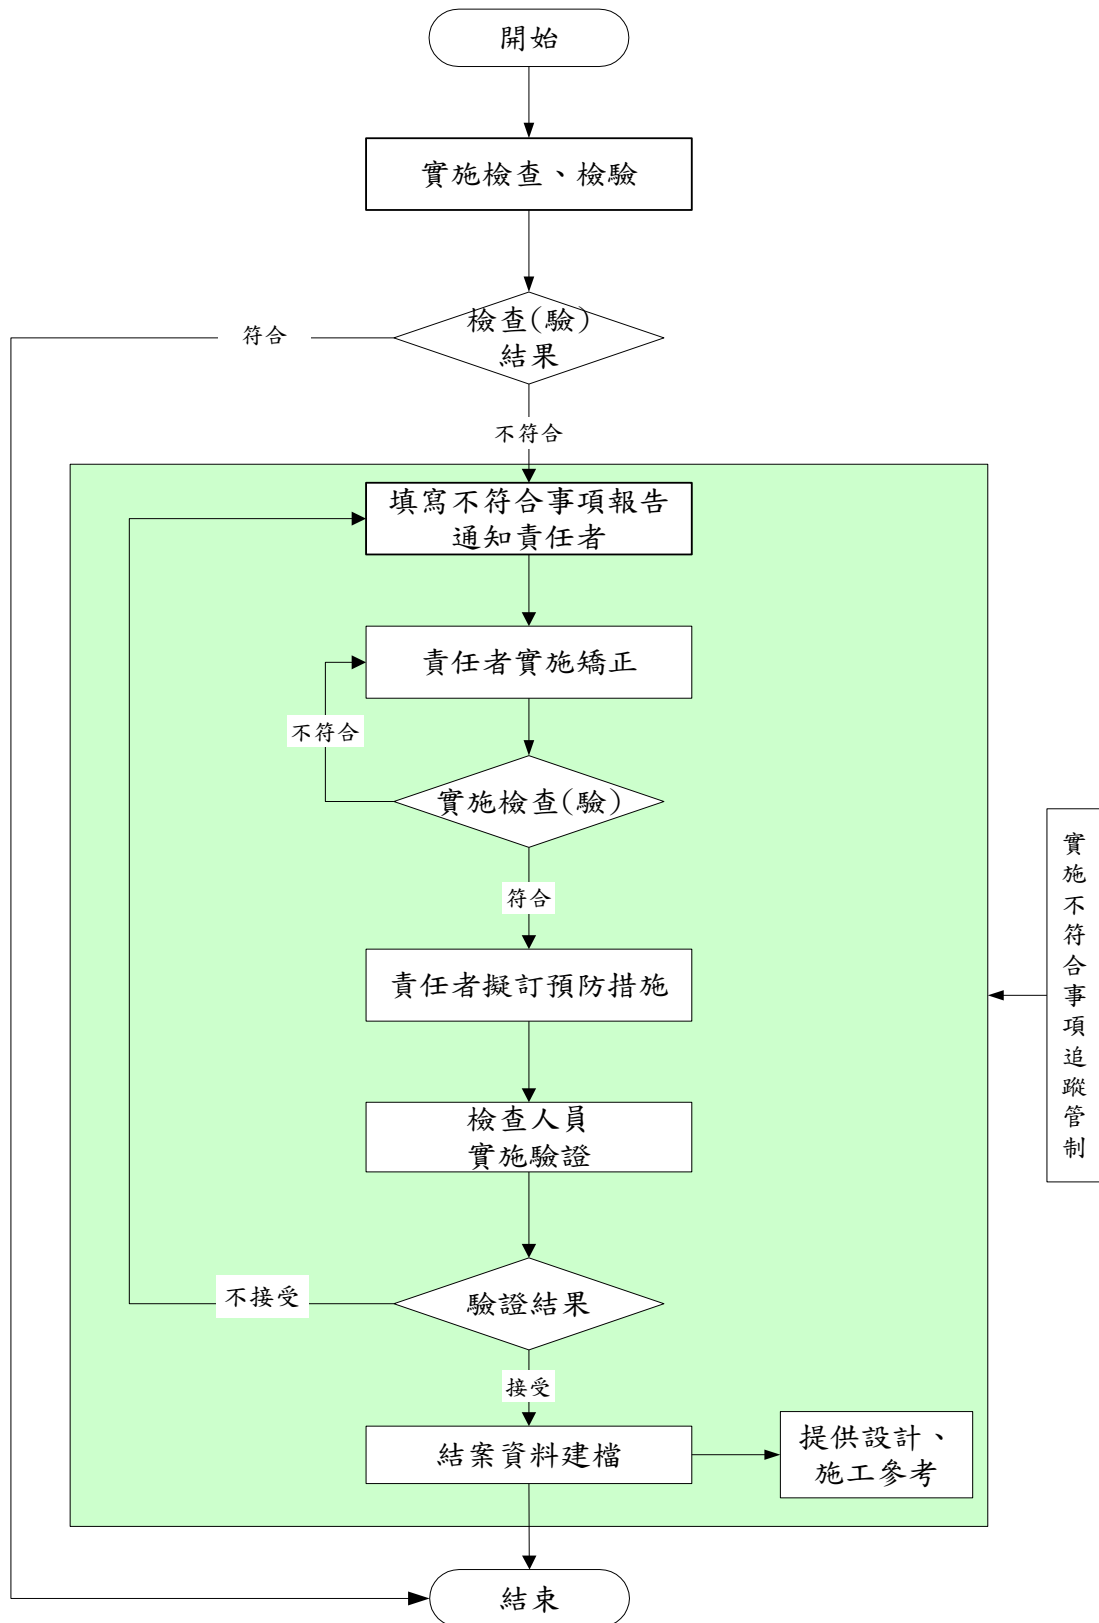 開始
實施檢查、檢驗
檢查(驗)
結果
符合
不符合
填寫不符合事項報告
通知責任者
責任者實施矯正
不符合
實施檢查(驗)
符合
責任者擬訂預防措施
檢查人員
實施驗證
驗證結果
不接受
接受
結案資料建檔
提供設計、
施工參考
實施不符合事項追蹤管制
結束